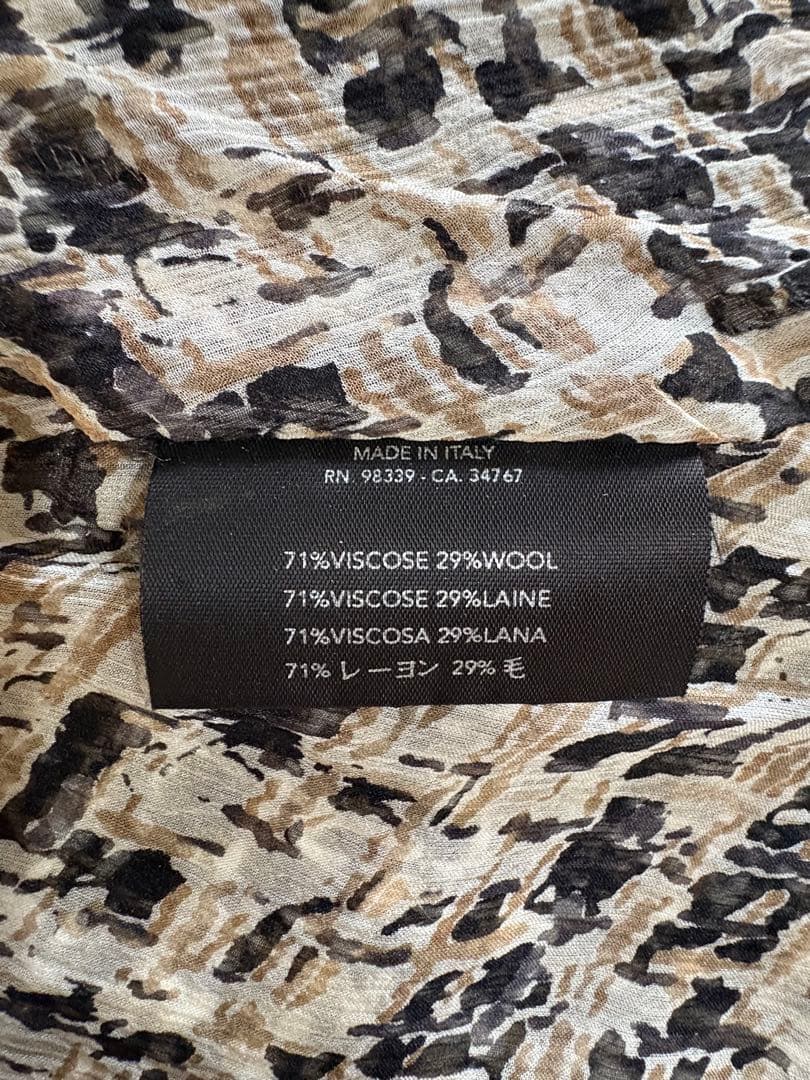 MADE IN ITALY
RN. 98339 - CA. 34767
71%VISCOSE 29%WOOL
71%VISCOSE 29%LAINE
71%VISCOSA 29%LANA
71% レーヨン 29% 毛